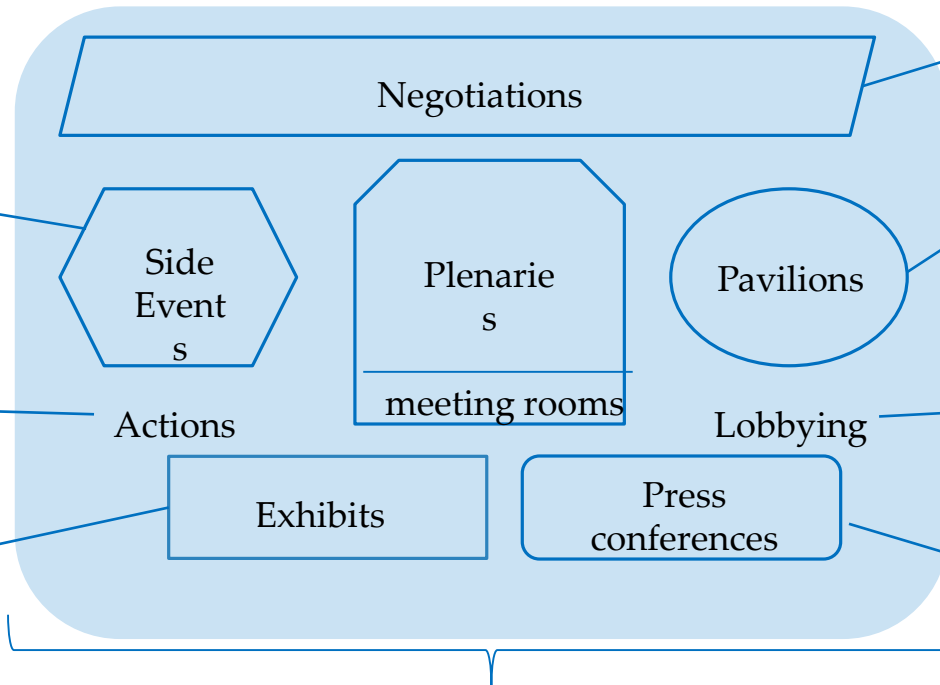 Negotiations
Side
Event
s
Plenarie
s
Pavilions
meeting rooms
Actions
Lobbying
Exhibits
Press
conferences